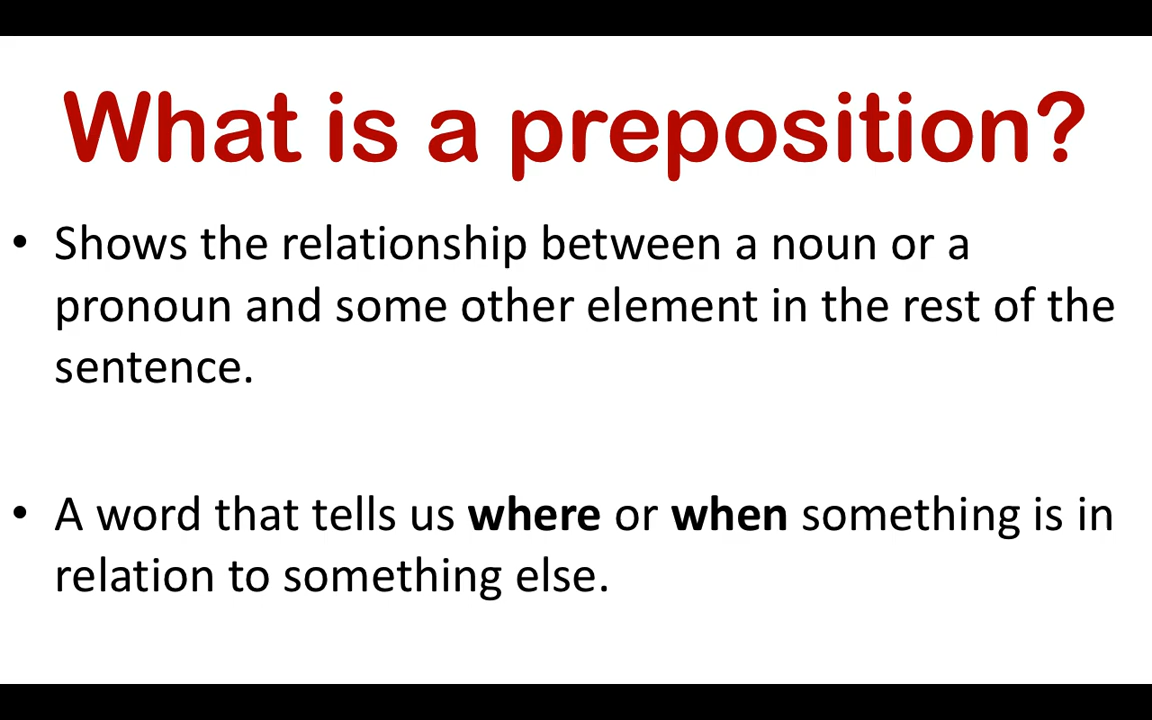 What is a preposition?
• Shows the relationship between a noun or a
pronoun and some other element in the rest of the
sentence.
• A word that tells us where or when something is in
relation to something else.